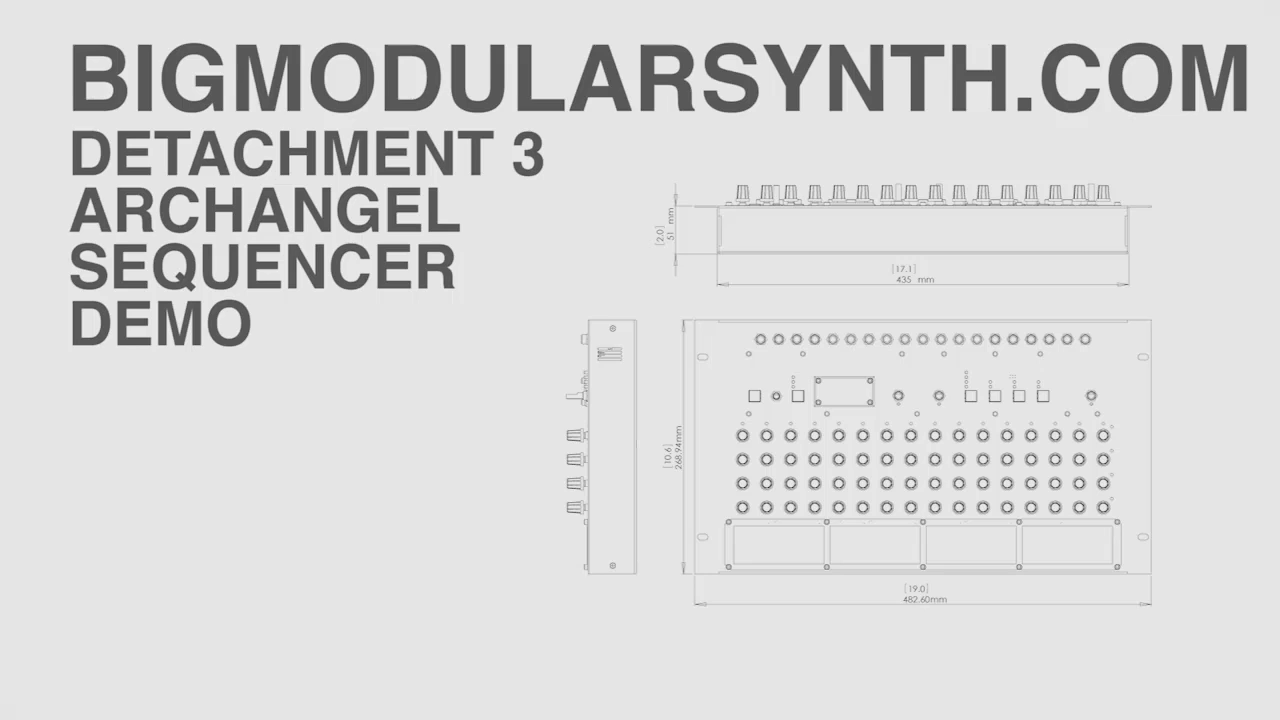 BIGMODULARSYNTH.COM
DETACHMENT 3
ARCHANGEL
SEQUENCER
DEMO
[2.0]
51 mm
[17.1]
435 mm
[10.6]
268.94mm
[19.0]
482.60mm